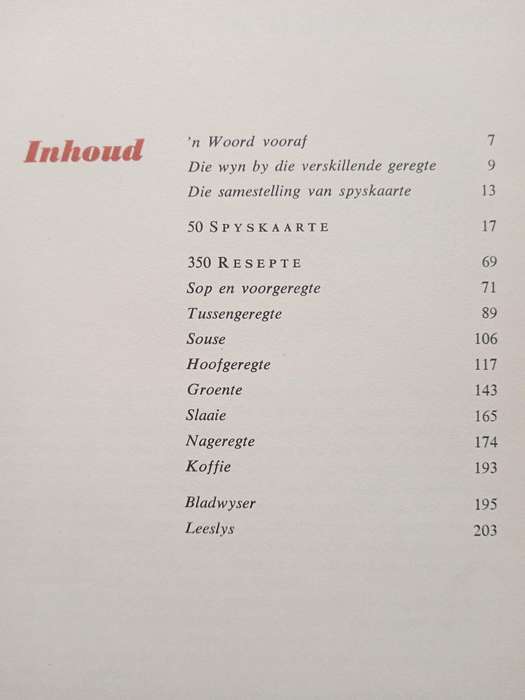 Inhoud
'n Woord vooraf 7
Die wyn by die verskillende geregte 9
Die samestelling van spyskaarte 13
50 SPYSKAARTE 17
350 RESEPTE 69
Sop en voorgeregte 71
Tussengeregte 89
Souse 106
Hoofgeregte 117
Groente 143
Slaaie 165
Nageregte 174
Koffie 193
Bladwyser 195
Leeslys 203